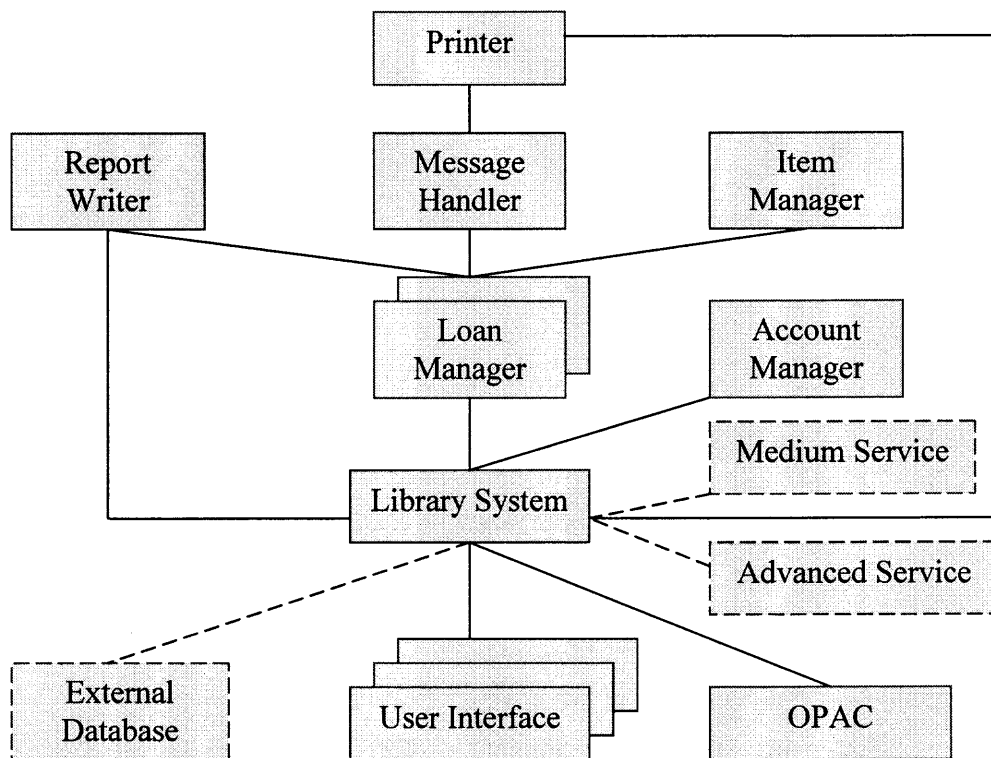 Printer
Report
Writer
Message
Handler
Item
Manager
Loan
Manager
Account
Manager
Medium Service
Library System
Advanced Service
External
Database
User Interface
OPAC